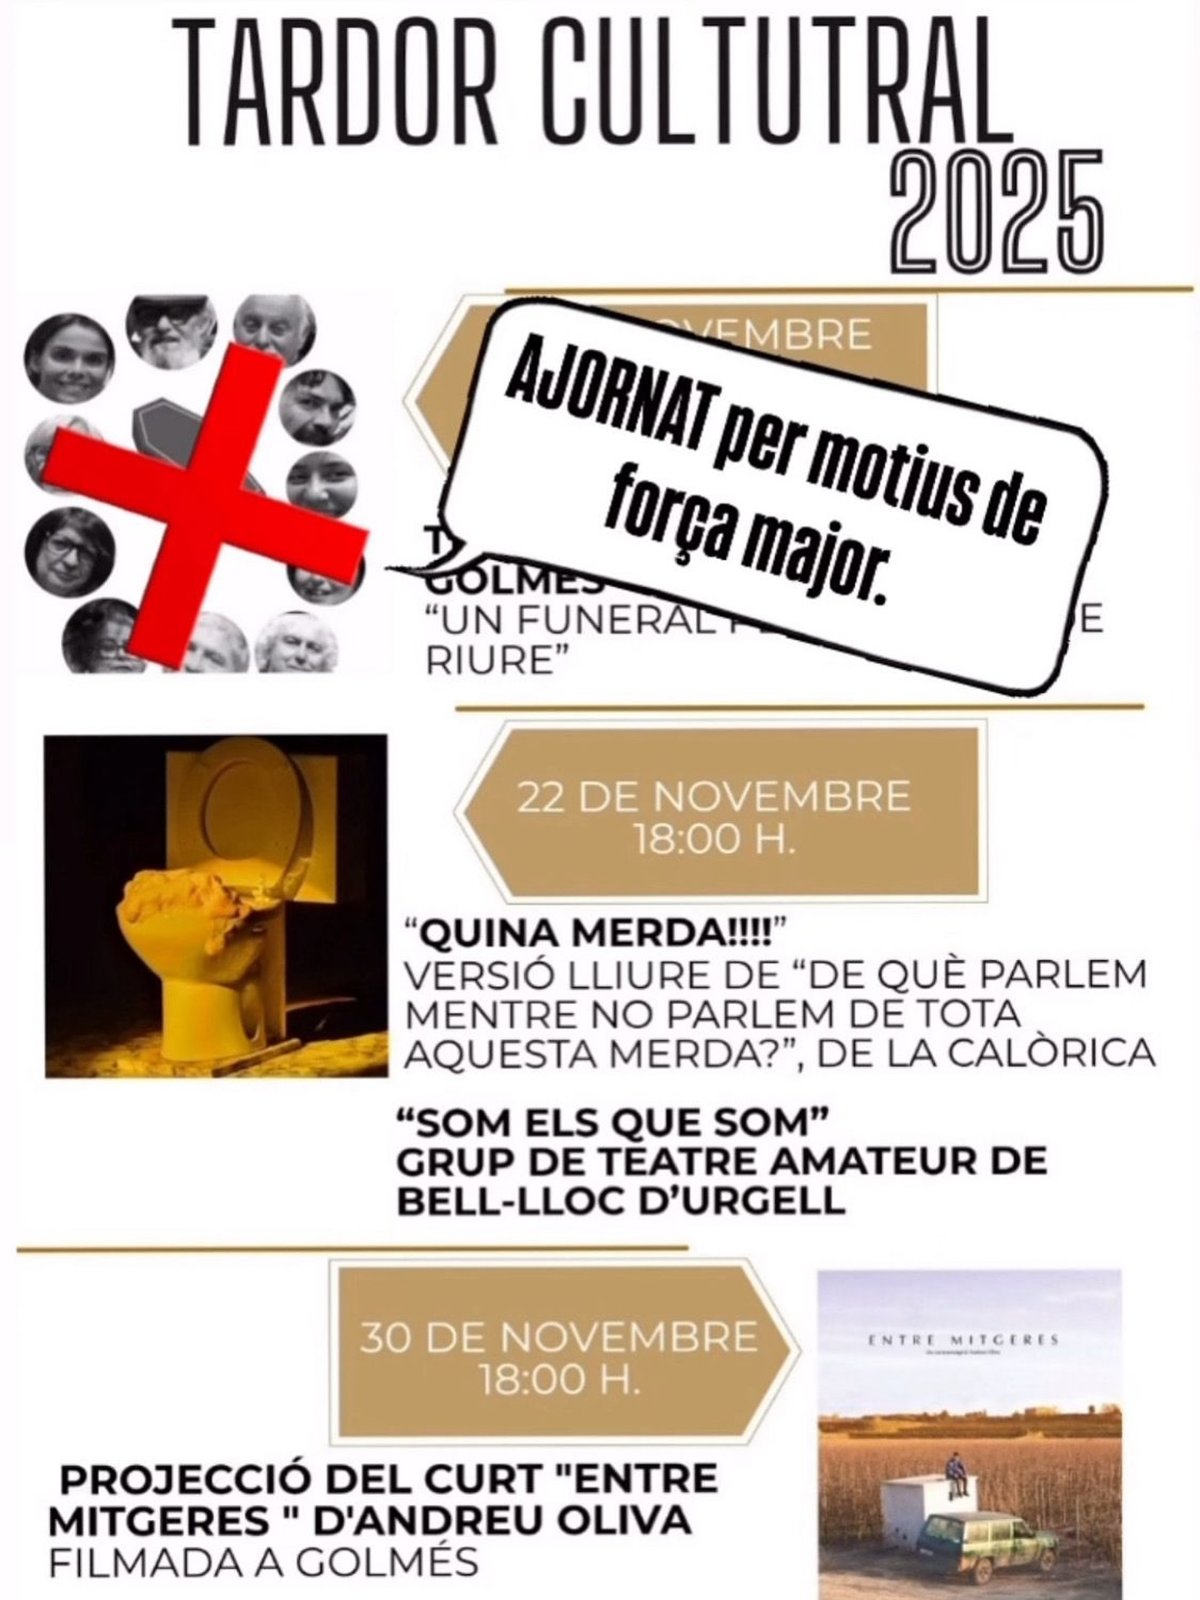 TARDOR CULTUTRAL
2025
OVEMBRE
AJORNAT per motius de
força major.
GOLMÉS
“UN FUNERAL
E
RIURE”
22 DE NOVEMBRE
18:00 H.
“QUINA MERDA!!!!”
VERSIÓ LLIURE DE “DE QUÈ PARLEM
MENTRE NO PARLEM DE TOTA
AQUESTA MERDA?”, DE LA CALÒRICA
“SOM ELS QUE SOM”
GRUP DE TEATRE AMATEUR DE
BELL-LLOC D’URGELL
30 DE NOVEMBRE
18:00 H.
ENTRE MITGERES
PROJECCIÓ DEL CURT "ENTRE
MITGERES " D'ANDREU OLIVA
FILMADA A GOLMÉS